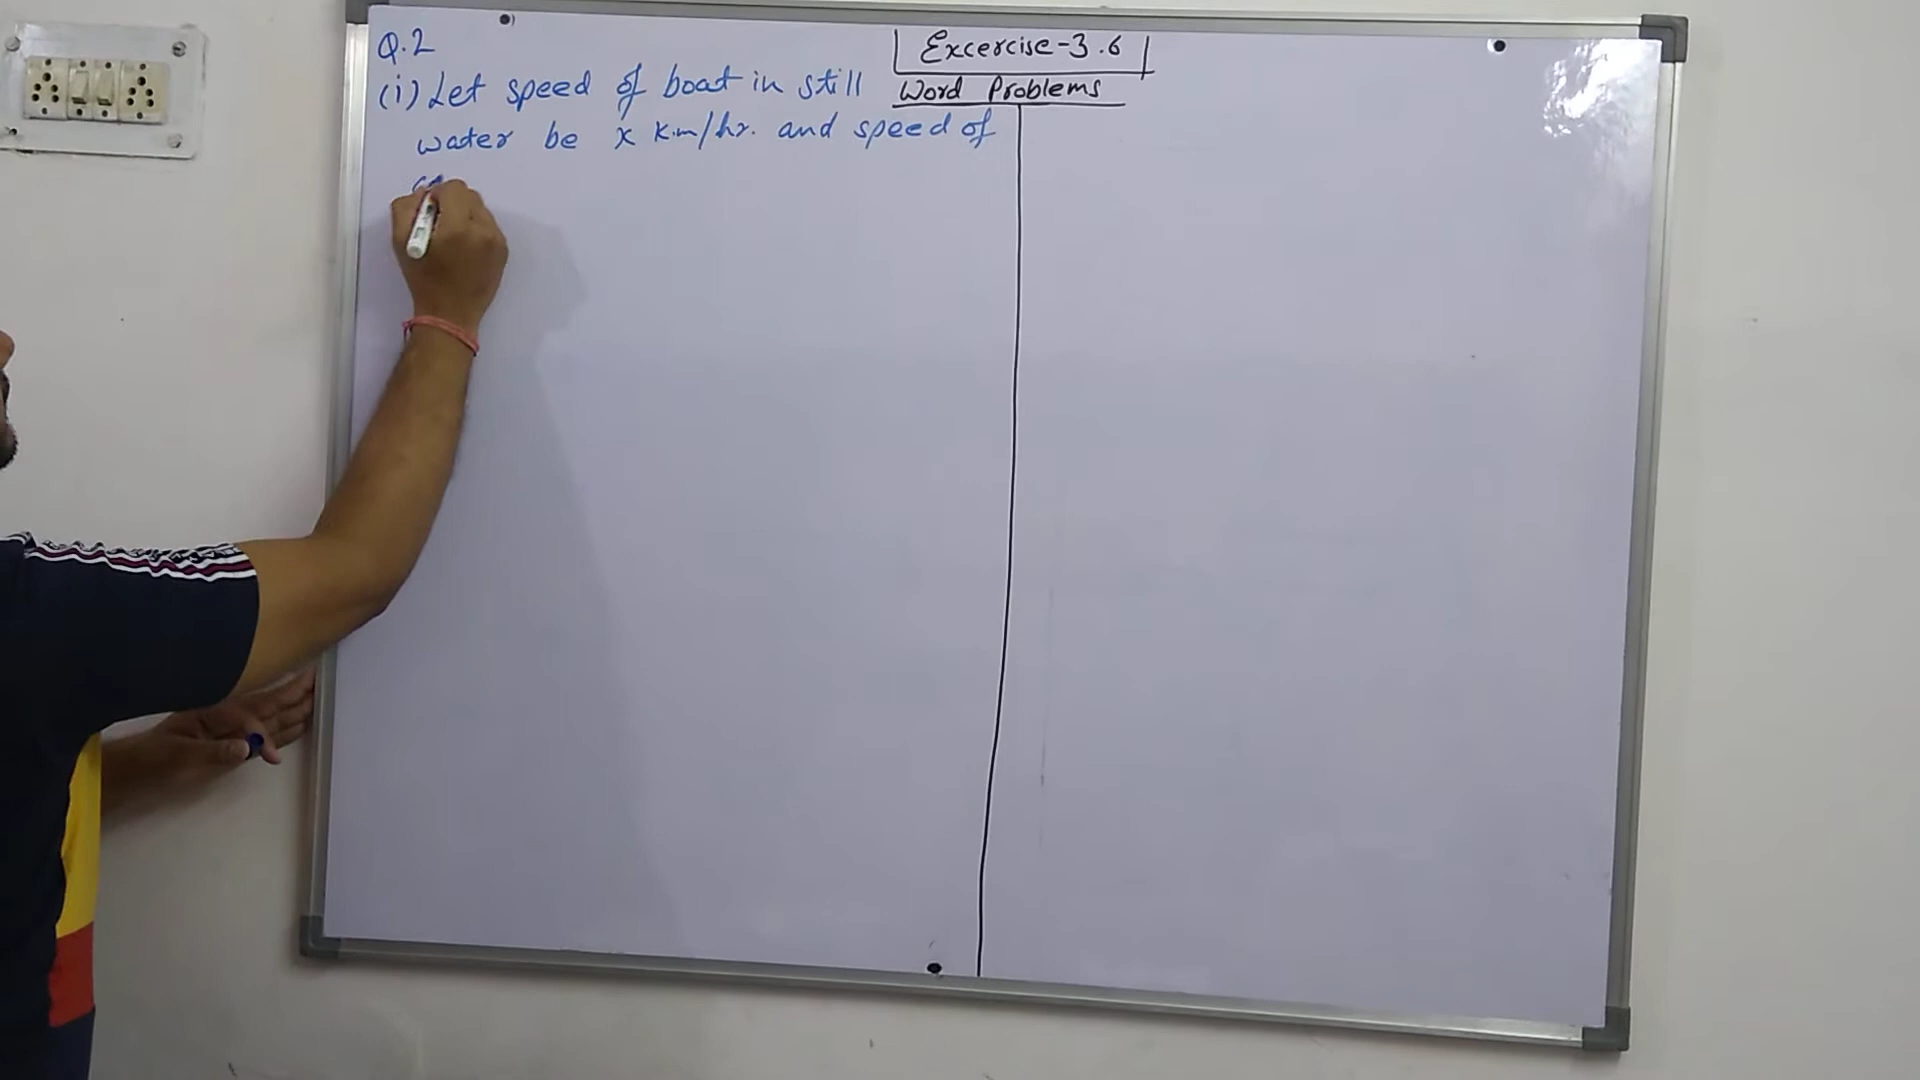 Excercise-3.6
Word Problems
Q.2
(i) Let speed of boat in still
water be x km/hr. and speed of